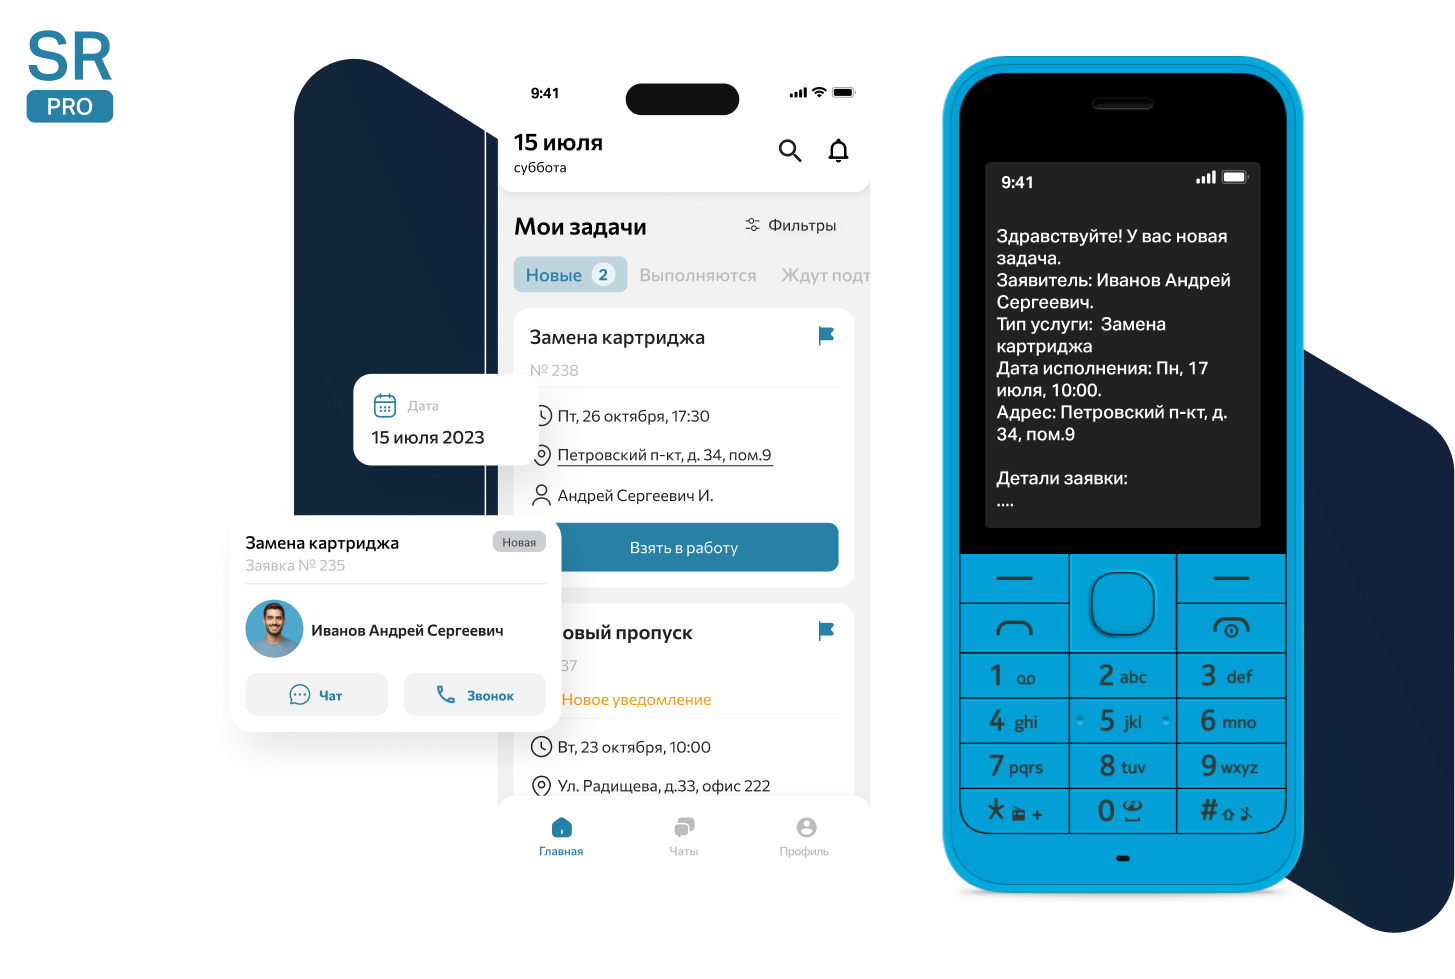 SR
PRO
9:41
15 июля
суббота
Мои задачи
Фильтры
Новые 2
Выполняются
Ждут подт
Замена картриджа
№ 238
Пт, 26 октября, 17:30
Петровский п-кт, д. 34, пом.9
Андрей Сергеевич И.
Взять в работу
овый пропуск
37
Новое уведомление
Вт, 23 октября, 10:00
Ул. Радищева, д.33, офис 222
Главная
Чаты
Профиль
Дата
15 июля 2023
Замена картриджа
Новая
Заявка № 235
Иванов Андрей Сергеевич
Чат
Звонок
9:41
Здравствуйте! У вас новая
задача.
Заявитель: Иванов Андрей
Сергеевич.
Тип услуги: Замена
картриджа
Дата исполнения: Пн, 17
июля, 10:00.
Адрес: Петровский п-кт, д.
34, пом.9
Детали заявки:
....
1
2 abc
3 def
4 ghi
5 jkl
6 mno
7 pqrs
8 tuv
9 wxyz
* +
0
#